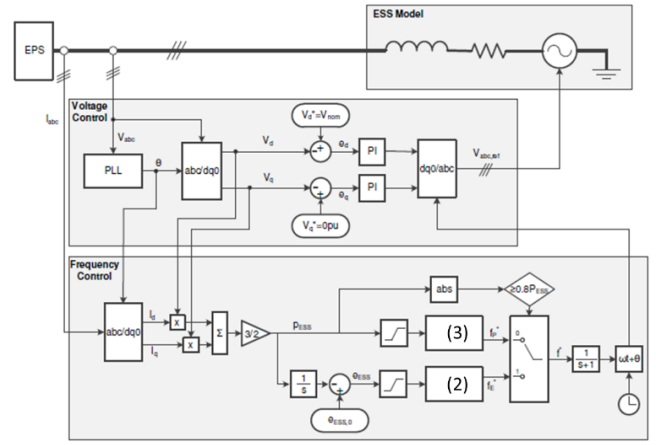 ESS Model
EPS
Voltage
Control
Iabc
Vabc
Vd*=Vnom
Vd
ed
PI
PLL
θ
abc/dq0
dq0/abc
Vabc,ref
Vq
eq
PI
Vq*=0pu
Frequency
Control
abs
≥0.8PESS
Id
abc/dq0
x
Σ
3/2
pESS
(3)
fP*
0
Iq
x
f*
1
s+1
ωt+θ
1
s
eESS
(2)
fE*
1
eESS,0